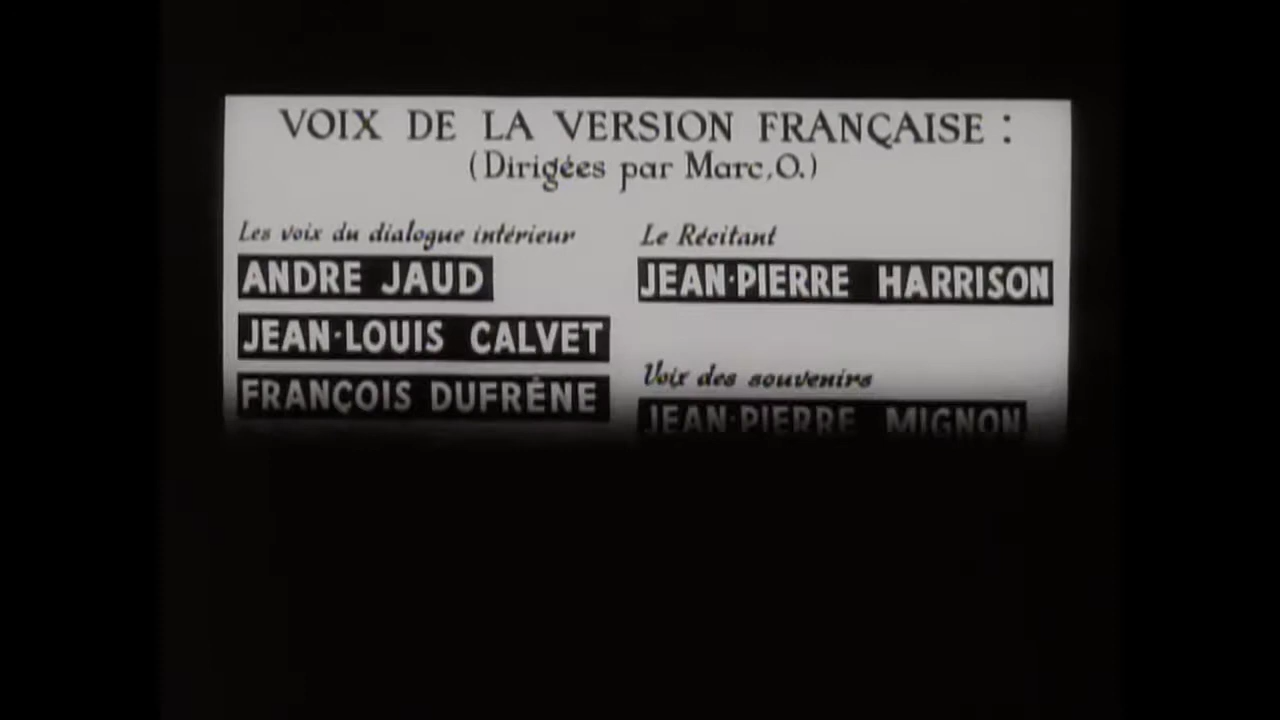 VOIX DE LA VERSION FRANÇAISE :
(Dirigées par Marc,O.)
Les voix du dialogue intérieur
ANDRE JAUD
JEAN-LOUIS CALVET
FRANÇOIS DUFRÊNE
Le Récitant
JEAN-PIERRE HARRISON
Voix des souvenirs
JEAN-PIERRE MIGNON